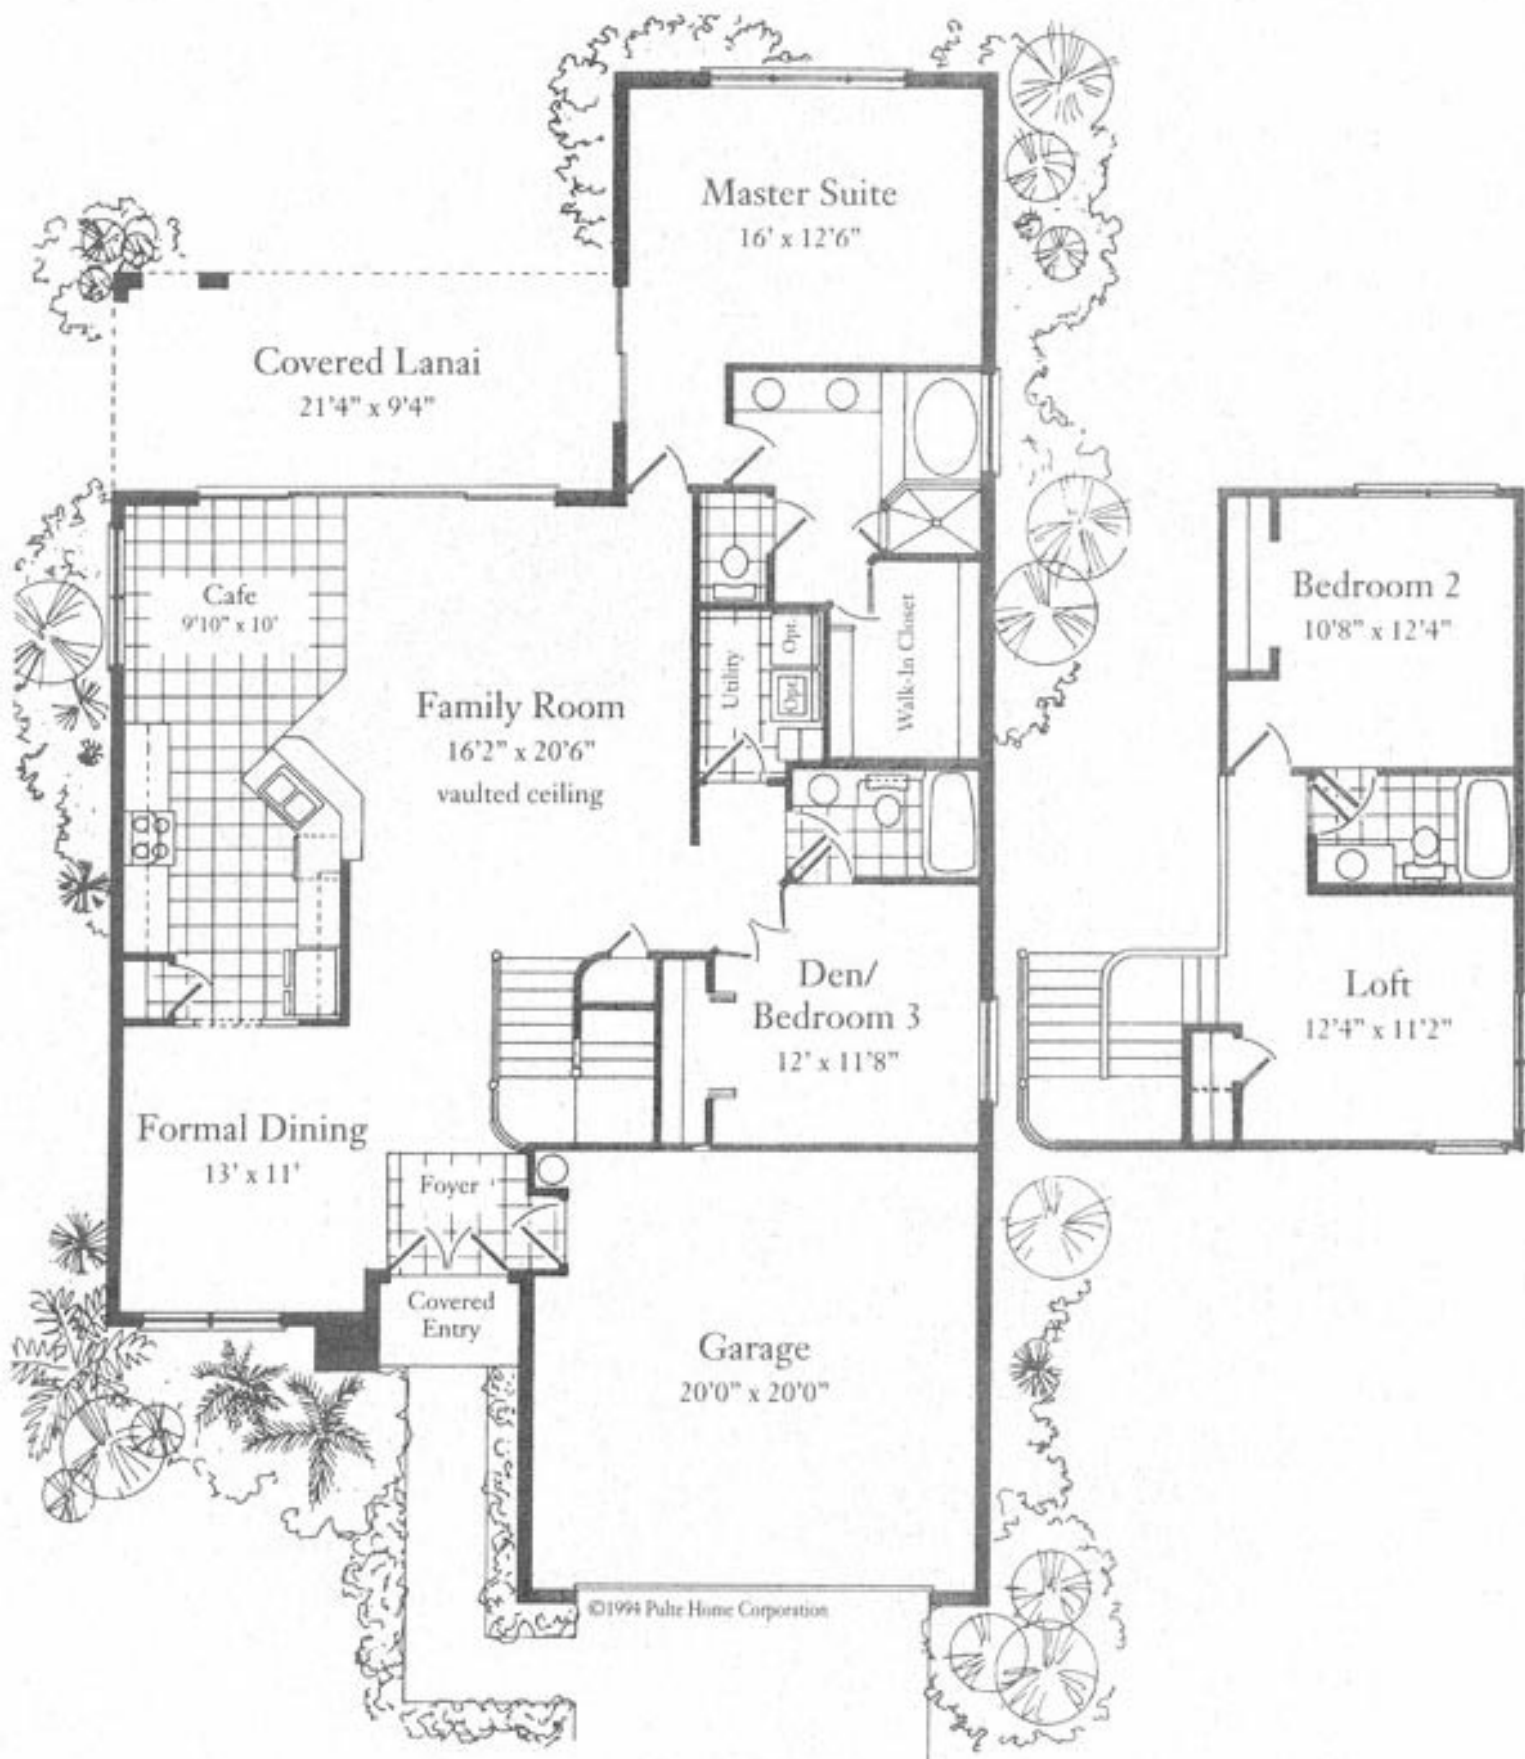 Master Suite
16' x 12'6"
Covered Lanai
21'4" x 9'4"
Cafe
9'10" x 10'
Family Room
16'2" x 20'6"
vaulted ceiling
Utility
Opt.
Opt.
Walk-In Closet
Bedroom 2
10'8" x 12'4"
Den/
Bedroom 3
12' x 11'8"
Loft
12'4" x 11'2"
Formal Dining
13' x 11'
Foyer
Covered
Entry
Garage
20'0" x 20'0"
©1994 Pulte Home Corporation